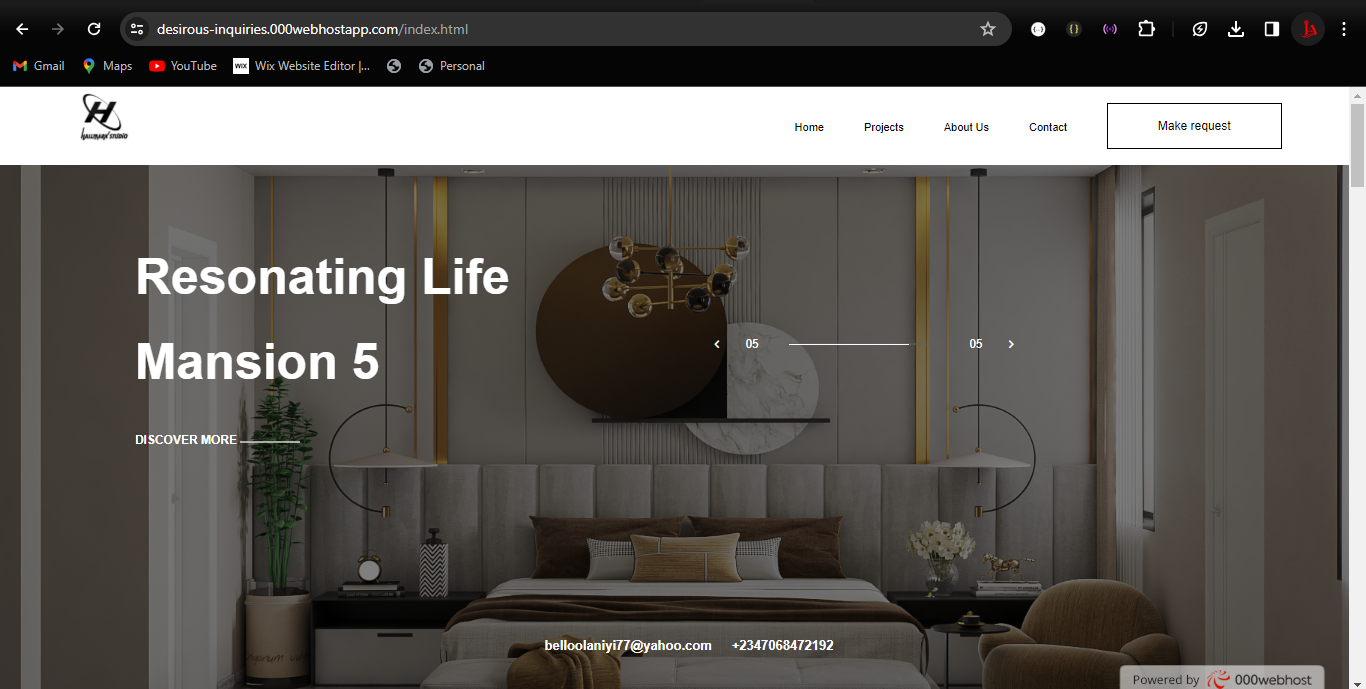 desirous-inquiries.000webhostapp.com/index.html
Gmail Maps YouTube WIX Wix Website Editor |... Personal
H
HALLMARK STUDIO
Home Projects About Us Contact Make request
Resonating Life
Mansion 5
05 05
DISCOVER MORE
belloolaniyi77@yahoo.com +2347068472192
Powered by 000webhost